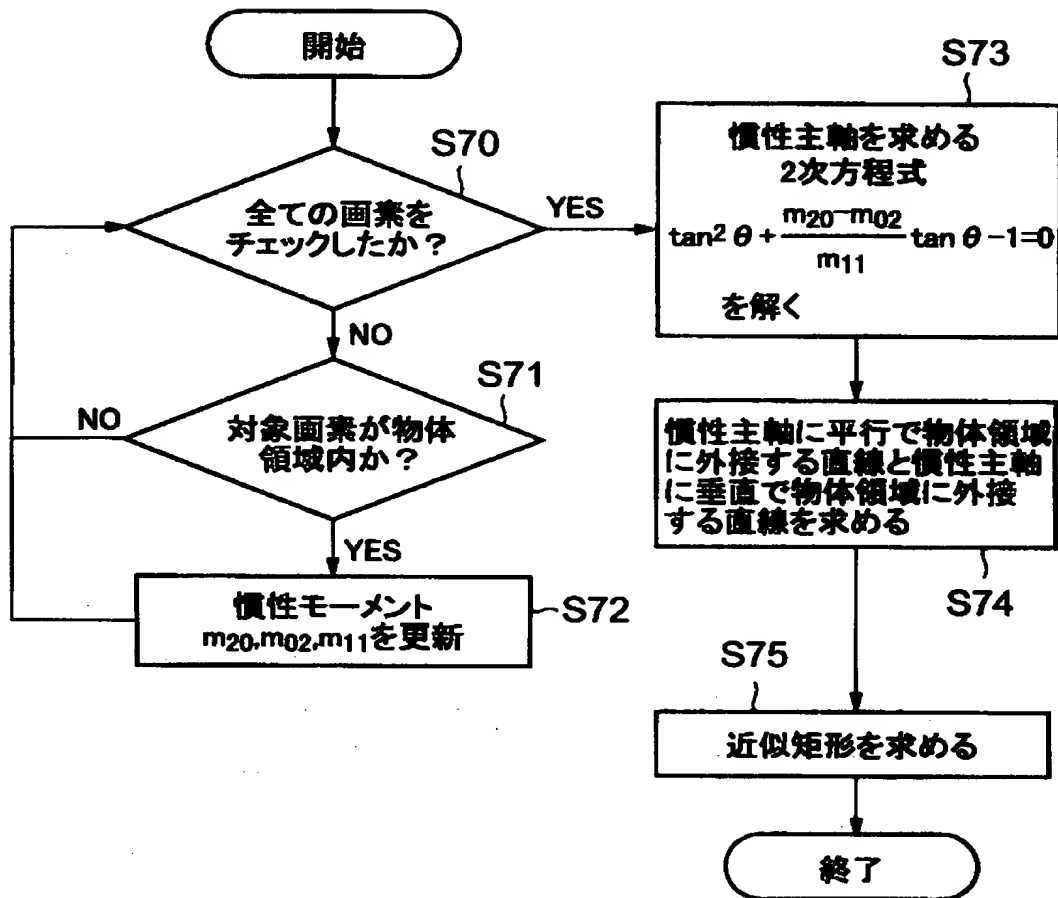 開始
S70
全ての画素を
チェックしたか？
YES
NO
S71
対象画素が物体
領域内か？
NO
YES
慣性モーメント
m20,m02,m11を更新
S72
S73
慣性主軸を求める
2次方程式
tan² θ + (m20−m02)/m11 tan θ −1=0
を解く
慣性主軸に平行で物体領域
に外接する直線と慣性主軸
に垂直で物体領域に外接
する直線を求める
S74
S75
近似矩形を求める
終了